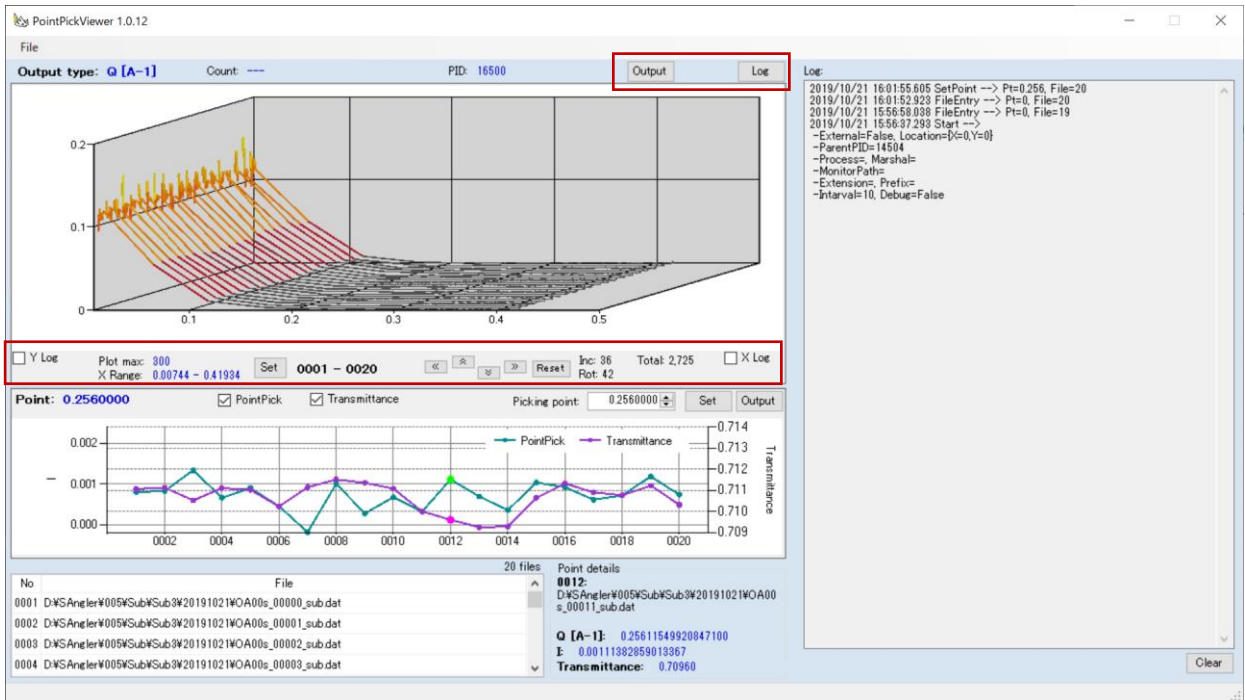 PointPickViewer 1.0.12
File
Output type: Q [A-1] Count: --- PID: 16500 Output Log
0.2
0.1
0
0.1 0.2 0.3 0.4 0.5
Y Log Plot max: 300 X Range: 0.00744 - 0.41934 Set 0001 - 0020 Reset Inc: 36 Rot: 42 Total: 2,725 X Log
Point: 0.2560000 PointPick Transmittance Picking point: 0.2560000 Set Output
PointPick Transmittance
I
0.002
0.001
0.000
0002 0004 0006 0008 0010 0012 0014 0016 0018 0020
0.714
0.713
0.712
0.711
0.710
0.709
Transmittance
20 files
No File
0001 D:¥SAngler¥005¥Sub¥Sub3¥20191021¥OA00s_00000_sub.dat
0002 D:¥SAngler¥005¥Sub¥Sub3¥20191021¥OA00s_00001_sub.dat
0003 D:¥SAngler¥005¥Sub¥Sub3¥20191021¥OA00s_00002_sub.dat
0004 D:¥SAngler¥005¥Sub¥Sub3¥20191021¥OA00s_00003_sub.dat
Point details
0012:
D:¥SAngler¥005¥Sub¥Sub3¥20191021¥OA00
s_00011_sub.dat
Q [A-1]: 0.25611549920847100
I: 0.00111382859013367
Transmittance: 0.70960
Log:
2019/10/21 16:01:55.605 SetPoint --> Pt=0.256, File=20
2019/10/21 16:01:52.923 FileEntry --> Pt=0, File=20
2019/10/21 15:56:58.038 FileEntry --> Pt=0, File=19
2019/10/21 15:56:37.293 Start -->
-External=False, Location={X=0,Y=0}
-ParentPID=14504
-Process=, Marshal=
-MonitorPath=
-Extension=, Prefix=
-Interval=10, Debug=False
Clear